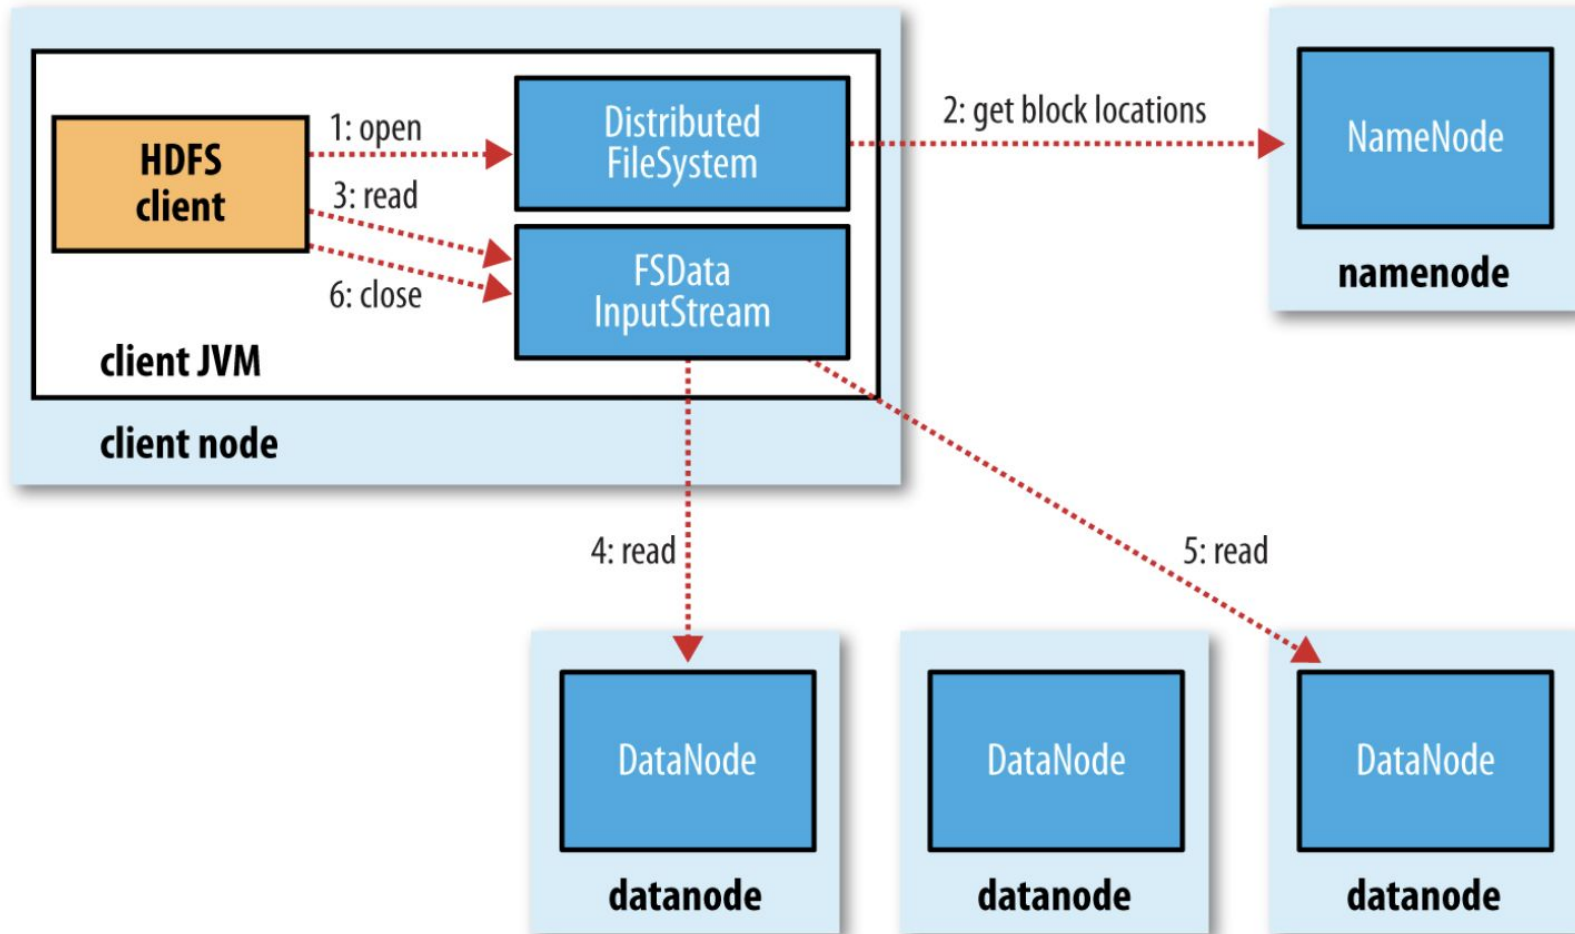 1: open
Distributed
FileSystem
2: get block locations
NameNode
HDFS
client
3: read
6: close
FSData
InputStream
namenode
client JVM
client node
4: read
5: read
DataNode
DataNode
DataNode
datanode
datanode
datanode